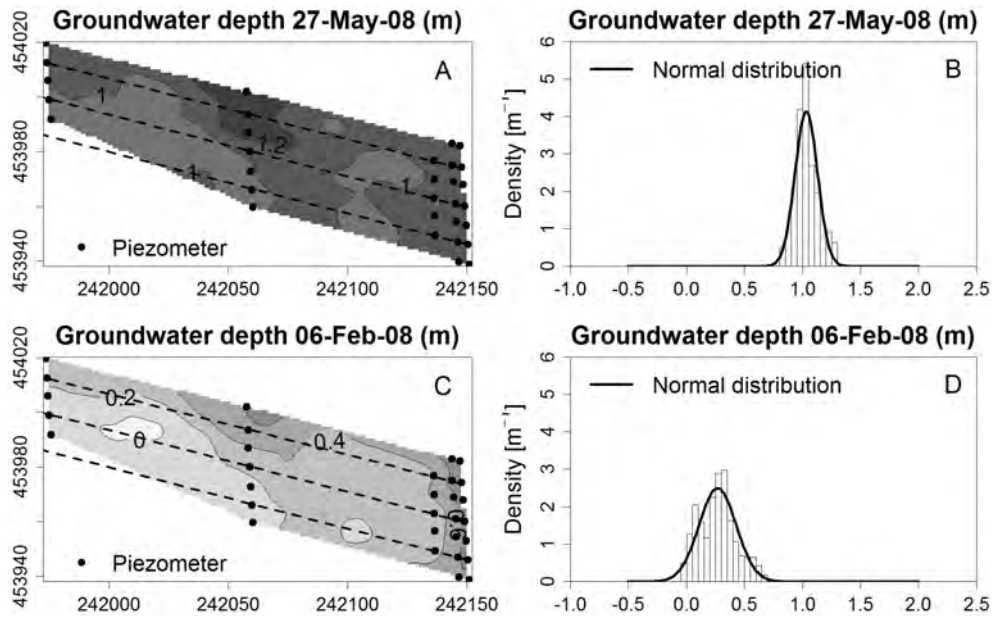 Groundwater depth 27-May-08 (m)
A
1
1.2
1
1
Piezometer
454020
453980
453940
242000
242050
242100
242150
Groundwater depth 27-May-08 (m)
Normal distribution
B
Density [m⁻¹]
6
5
4
3
2
1
0
-1.0 -0.5 0.0 0.5 1.0 1.5 2.0 2.5
Groundwater depth 06-Feb-08 (m)
C
0.2
0
0.4
0.6
Piezometer
454020
453980
453940
242000
242050
242100
242150
Groundwater depth 06-Feb-08 (m)
Normal distribution
D
Density [m⁻¹]
6
5
4
3
2
1
0
-1.0 -0.5 0.0 0.5 1.0 1.5 2.0 2.5